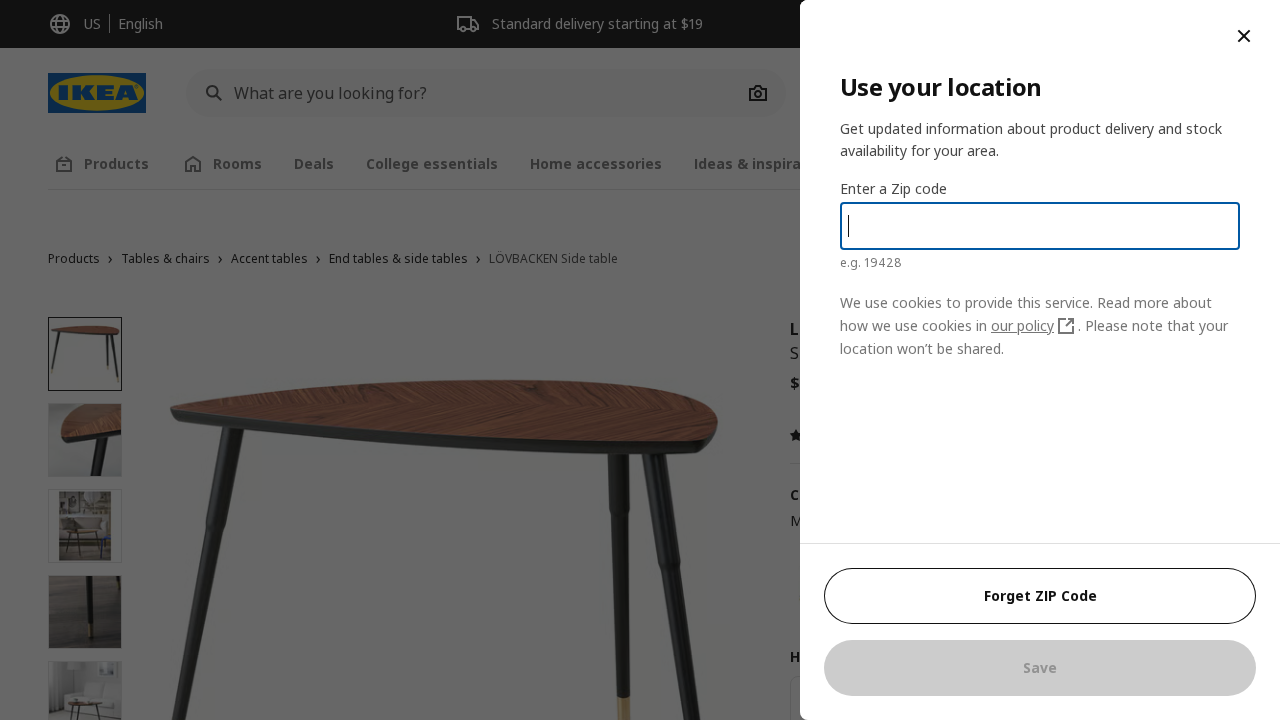 US
English
Standard delivery starting at $19
IKEA
What are you looking for?
Products
Rooms
Deals
College essentials
Home accessories
Ideas &
Products
Tables & chairs
Accent tables
End tables & side tables
LÖVBACKEN Side table
$
Use your location
Get updated information about product delivery and stock
availability for your area.
Enter a Zip code
e.g. 19428
We use cookies to provide this service. Read more about
how we use cookies in our policy . Please note that your
location won’t be shared.
Forget ZIP Code
Save